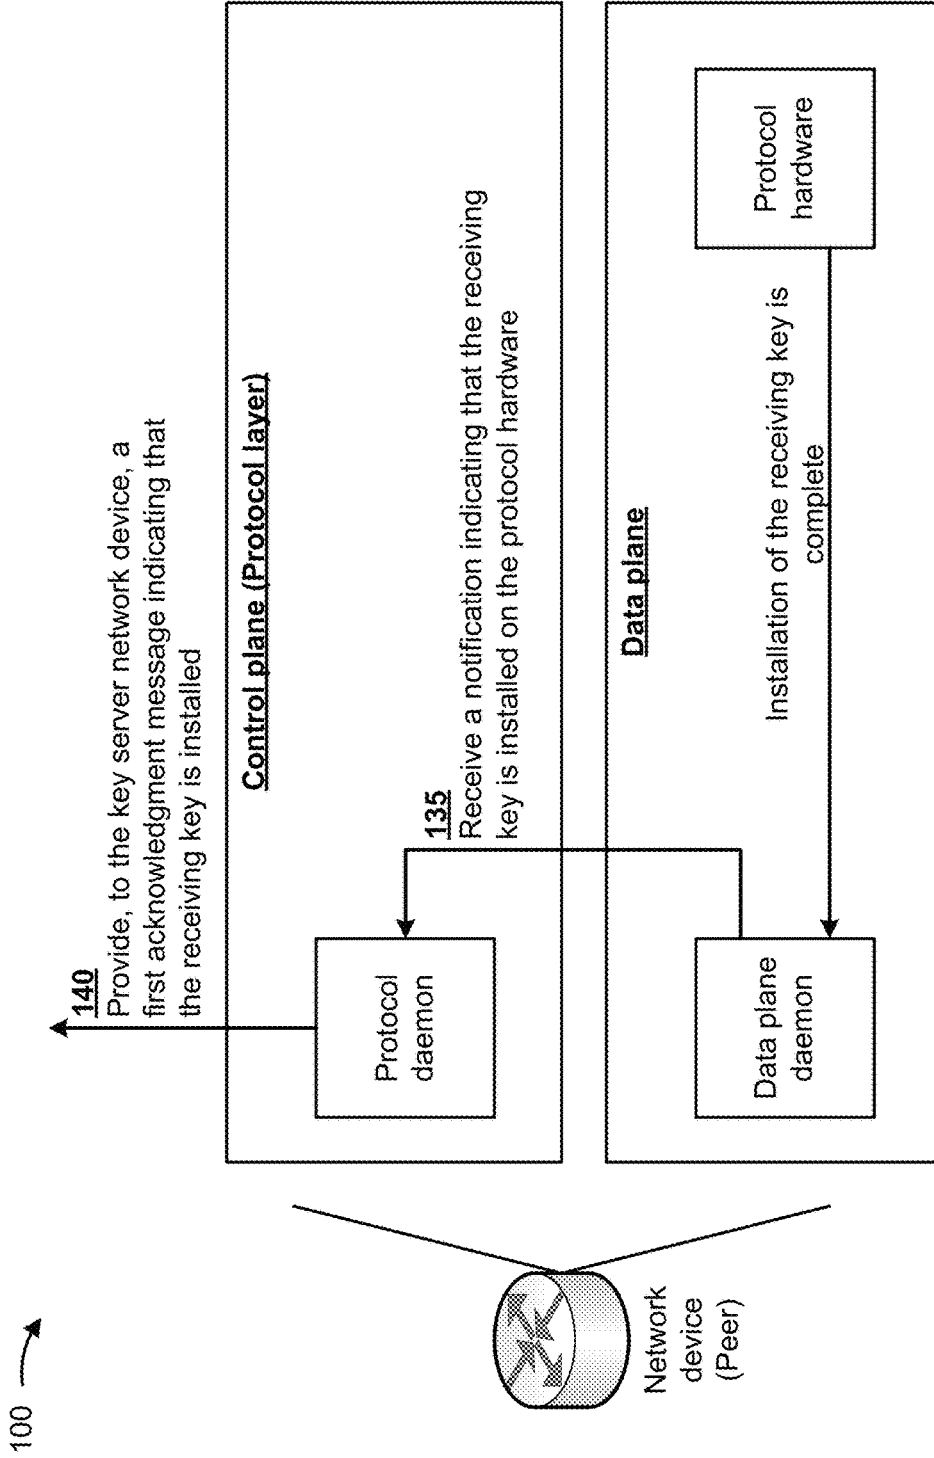 100
140
Provide, to the key server network device, a
first acknowledgment message indicating that
the receiving key is installed
Control plane (Protocol layer)
135
Receive a notification indicating that the receiving
key is installed on the protocol hardware
Protocol
daemon
Data plane
Installation of the receiving key is
complete
Protocol
hardware
Data plane
daemon
Network
device
(Peer)